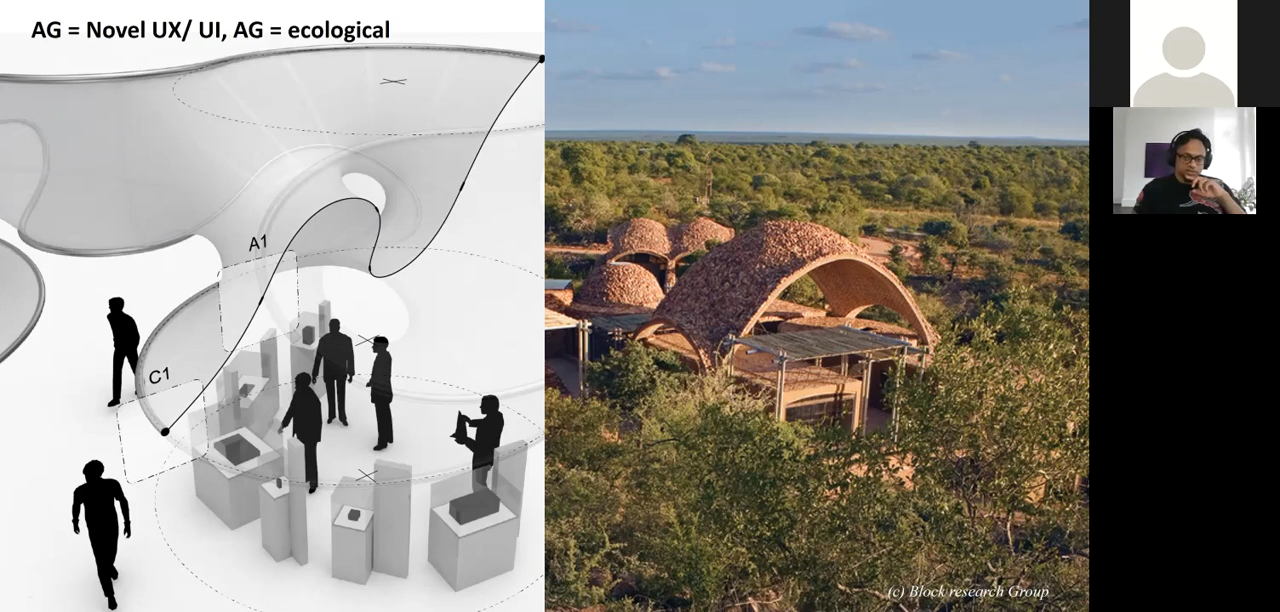 AG = Novel UX/ UI, AG = ecological
A1
C1
(c) Block research Group